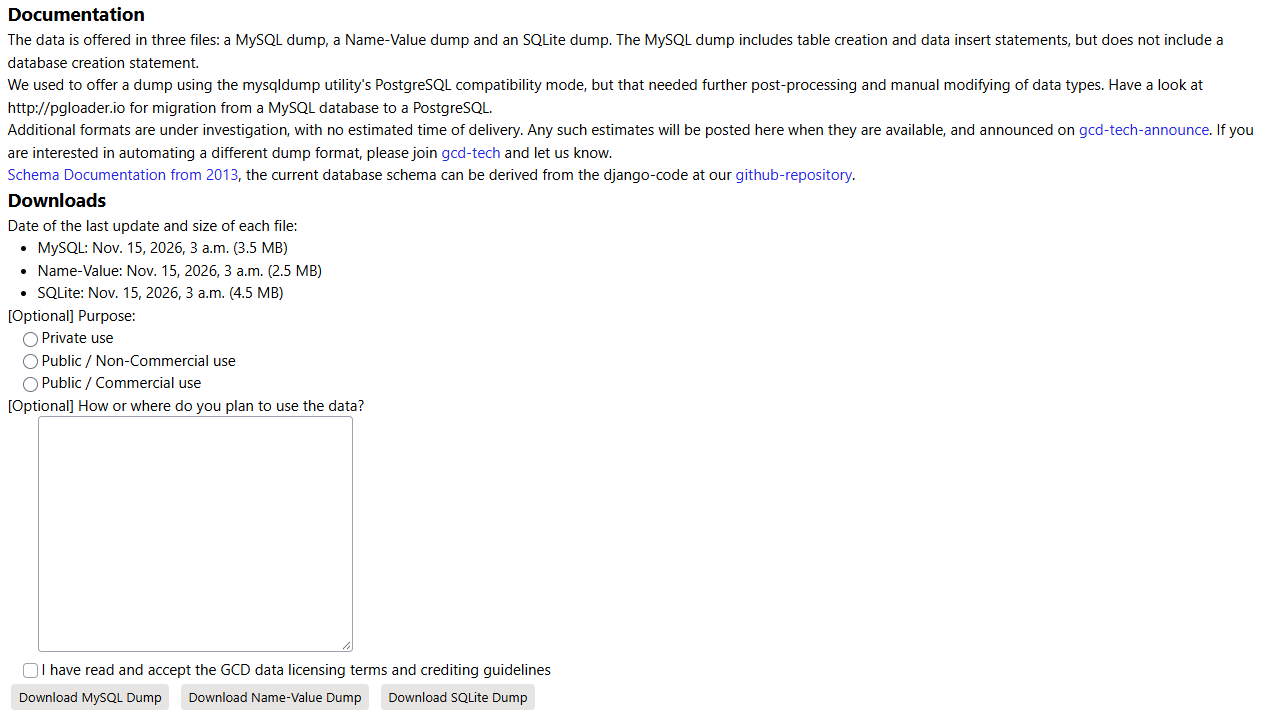 Documentation
The data is offered in three files: a MySQL dump, a Name-Value dump and an SQLite dump. The MySQL dump includes table creation and data insert statements, but does not include a
database creation statement.
We used to offer a dump using the mysqldump utility's PostgreSQL compatibility mode, but that needed further post-processing and manual modifying of data types. Have a look at
http://pgloader.io for migration from a MySQL database to a PostgreSQL.
Additional formats are under investigation, with no estimated time of delivery. Any such estimates will be posted here when they are available, and announced on gcd-tech-announce. If you
are interested in automating a different dump format, please join gcd-tech and let us know.
Schema Documentation from 2013, the current database schema can be derived from the django-code at our github-repository.
Downloads
Date of the last update and size of each file:
• MySQL: Nov. 15, 2026, 3 a.m. (3.5 MB)
• Name-Value: Nov. 15, 2026, 3 a.m. (2.5 MB)
• SQLite: Nov. 15, 2026, 3 a.m. (4.5 MB)
[Optional] Purpose:
Private use
Public / Non-Commercial use
Public / Commercial use
[Optional] How or where do you plan to use the data?
I have read and accept the GCD data licensing terms and crediting guidelines
Download MySQL Dump Download Name-Value Dump Download SQLite Dump